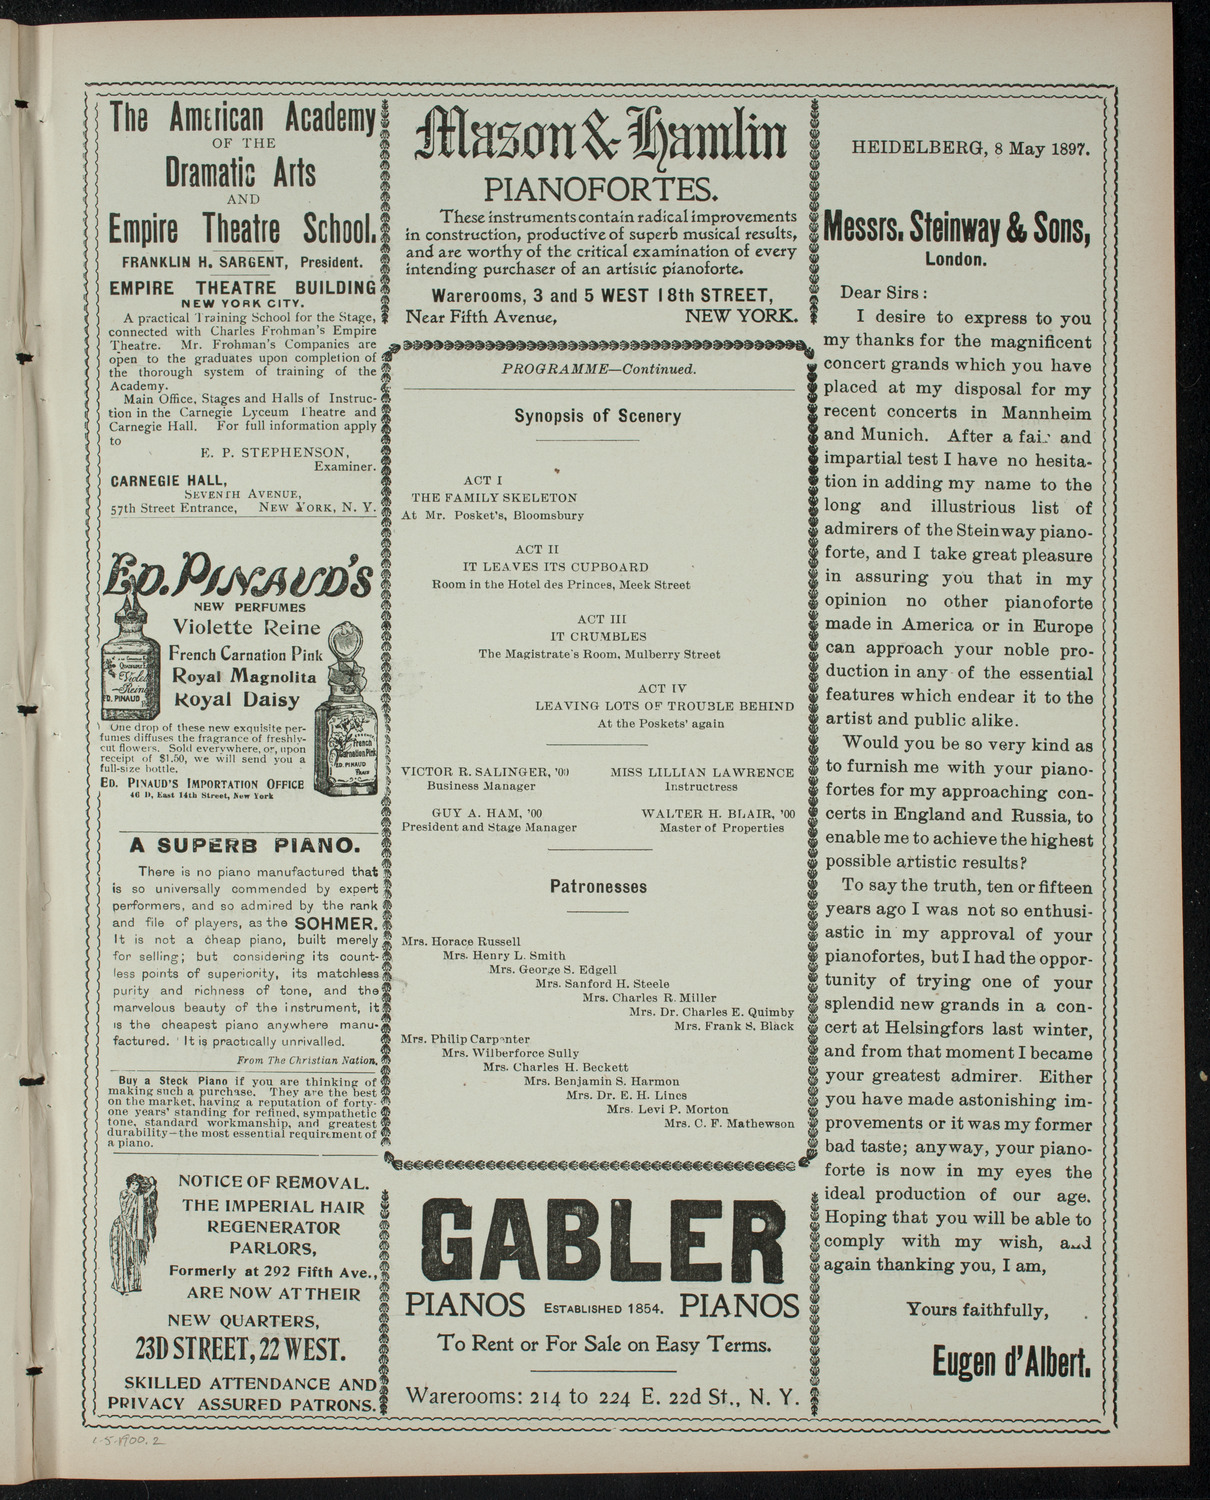 The American Academy
OF THE
Dramatic Arts
AND
Empire Theatre School.
FRANKLIN H. SARGENT, President.
EMPIRE THEATRE BUILDING
NEW YORK CITY.
A practical Training School for the Stage,
connected with Charles Frohman's Empire
Theatre. Mr. Frohman's Companies are
open to the graduates upon completion of
the thorough system of training of the
Academy.
Main Office, Stages and Halls of Instruc-
tion in the Carnegie Lyceum Theatre and
Carnegie Hall. For full information apply
to
E. P. STEPHENSON,
Examiner.
CARNEGIE HALL,
SEVENTH AVENUE,
57th Street Entrance, NEW YORK, N. Y.
ED. PINAUD'S
NEW PERFUMES
Violette Reine
French Carnation Pink
Royal Magnolita
Royal Daisy
One drop of these new exquisite per-
fumes diffuses the fragrance of freshly-
cut flowers. Sold everywhere, or, upon
receipt of $1.50, we will send you a
full-size bottle.
ED. PINAUD'S IMPORTATION OFFICE
46 D, East 14th Street, New York
A SUPERB PIANO.
There is no piano manufactured that
is so universally commended by expert
performers, and so admired by the rank
and file of players, as the SOHMER.
It is not a cheap piano, built merely
for selling; but considering its count-
less points of superiority, its matchless
purity and richness of tone, and the
marvelous beauty of the instrument, it
is the cheapest piano anywhere manu-
factured. It is practically unrivalled.
From The Christian Nation.
Buy a Steck Piano if you are thinking of
making such a purchase. They are the best
on the market, having a reputation of forty-
one years' standing for refined, sympathetic
tone, standard workmanship, and greatest
durability—the most essential requirement of
a piano.
NOTICE OF REMOVAL.
THE IMPERIAL HAIR
REGENERATOR
PARLORS,
Formerly at 292 Fifth Ave.,
ARE NOW AT THEIR
NEW QUARTERS,
23D STREET, 22 WEST.
SKILLED ATTENDANCE AND
PRIVACY ASSURED PATRONS.
Mason & Hamlin
PIANOFORTES.
These instruments contain radical improvements
in construction, productive of superb musical results,
and are worthy of the critical examination of every
intending purchaser of an artistic pianoforte.
Warerooms, 3 and 5 WEST 18th STREET,
Near Fifth Avenue, NEW YORK.
PROGRAMME—Continued.
Synopsis of Scenery
ACT I
THE FAMILY SKELETON
At Mr. Posket's, Bloomsbury
ACT II
IT LEAVES ITS CUPBOARD
Room in the Hotel des Princes, Meek Street
ACT III
IT CRUMBLES
The Magistrate's Room, Mulberry Street
ACT IV
LEAVING LOTS OF TROUBLE BEHIND
At the Poskets' again
VICTOR R. SALINGER, '00 MISS LILLIAN LAWRENCE
Business Manager Instructress
GUY A. HAM, '00 WALTER H. BLAIR, '00
President and Stage Manager Master of Properties
Patronesses
Mrs. Horace Russell
Mrs. Henry L. Smith
Mrs. George S. Edgell
Mrs. Sanford H. Steele
Mrs. Charles R. Miller
Mrs. Dr. Charles E. Quimby
Mrs. Frank S. Black
Mrs. Philip Carpenter
Mrs. Wilberforce Sully
Mrs. Charles H. Beckett
Mrs. Benjamin S. Harmon
Mrs. Dr. E. H. Lines
Mrs. Levi P. Morton
Mrs. C. F. Mathewson
GABLER
PIANOS ESTABLISHED 1854. PIANOS
To Rent or For Sale on Easy Terms.
Warerooms: 214 to 224 E. 22d St., N. Y.
HEIDELBERG, 8 May 1897.
Messrs. Steinway & Sons,
London.
Dear Sirs:
I desire to express to you
my thanks for the magnificent
concert grands which you have
placed at my disposal for my
recent concerts in Mannheim
and Munich. After a fair and
impartial test I have no hesita-
tion in adding my name to the
long and illustrious list of
admirers of the Steinway piano-
forte, and I take great pleasure
in assuring you that in my
opinion no other pianoforte
made in America or in Europe
can approach your noble pro-
duction in any of the essential
features which endear it to the
artist and public alike.
Would you be so very kind as
to furnish me with your piano-
fortes for my approaching con-
certs in England and Russia, to
enable me to achieve the highest
possible artistic results?
To say the truth, ten or fifteen
years ago I was not so enthusi-
astic in my approval of your
pianofortes, but I had the oppor-
tunity of trying one of your
splendid new grands in a con-
cert at Helsingfors last winter,
and from that moment I became
your greatest admirer. Either
you have made astonishing im-
provements or it was my former
bad taste; anyway, your piano-
forte is now in my eyes the
ideal production of our age.
Hoping that you will be able to
comply with my wish, and
again thanking you, I am,
Yours faithfully,
Eugen d'Albert.
1-5-1900.2